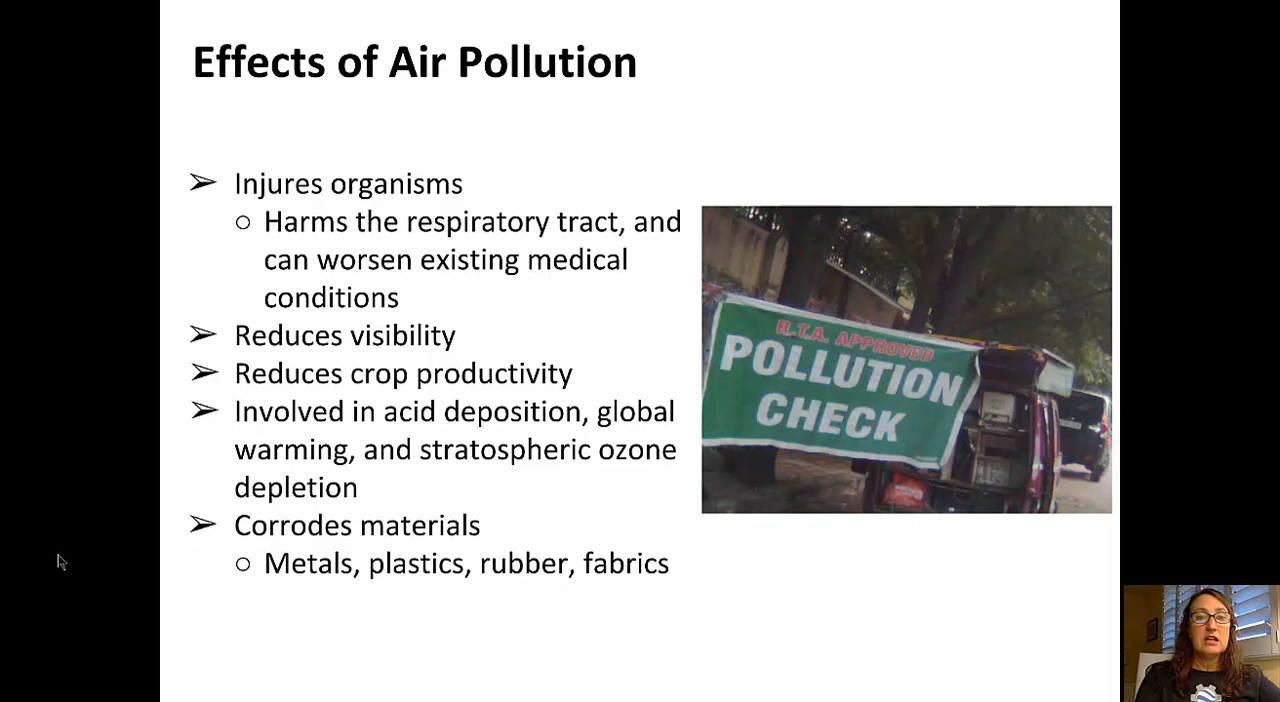 Effects of Air Pollution
➢ Injures organisms
○ Harms the respiratory tract, and
can worsen existing medical
conditions
➢ Reduces visibility
➢ Reduces crop productivity
➢ Involved in acid deposition, global
warming, and stratospheric ozone
depletion
➢ Corrodes materials
○ Metals, plastics, rubber, fabrics
R.T.A. APPROVED
POLLUTION
CHECK